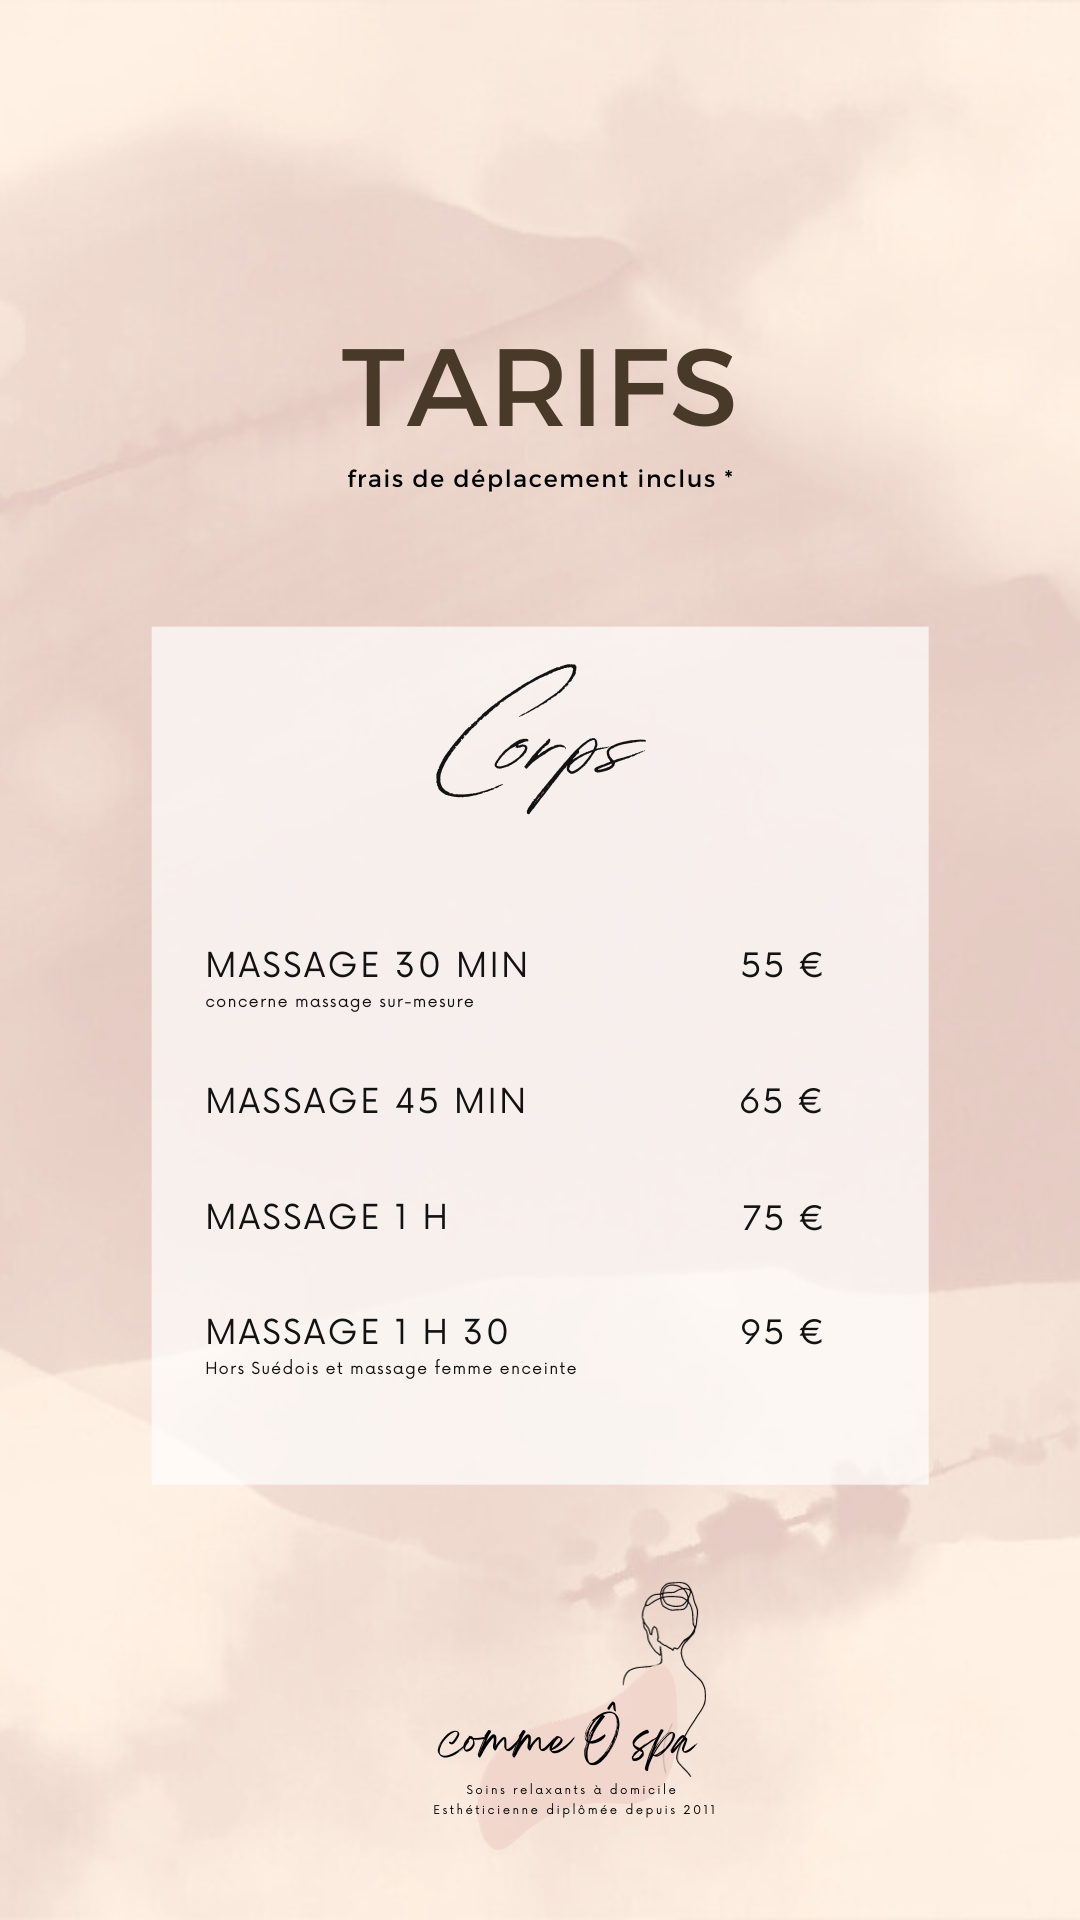 TARIFS
frais de déplacement inclus *
Corps
MASSAGE 30 MIN 55 €
concerne massage sur-mesure
MASSAGE 45 MIN 65 €
MASSAGE 1 H 75 €
MASSAGE 1 H 30 95 €
Hors Suédois et massage femme enceinte
comme Ô spa
Soins relaxants à domicile
Esthéticienne diplômée depuis 2011